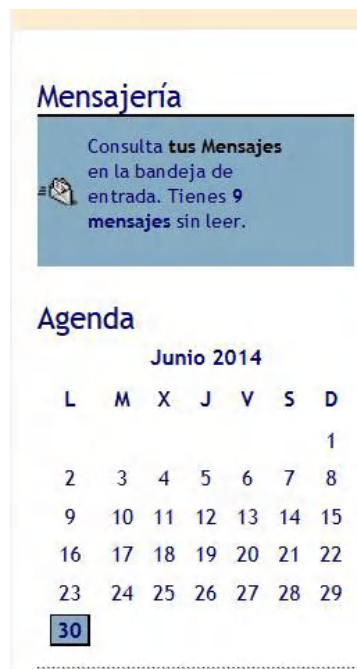 Mensajería
Consulta tus Mensajes
en la bandeja de
entrada. Tienes 9
mensajes sin leer.
Agenda
Junio 2014
L M X J V S D
1
2 3 4 5 6 7 8
9 10 11 12 13 14 15
16 17 18 19 20 21 22
23 24 25 26 27 28 29
30